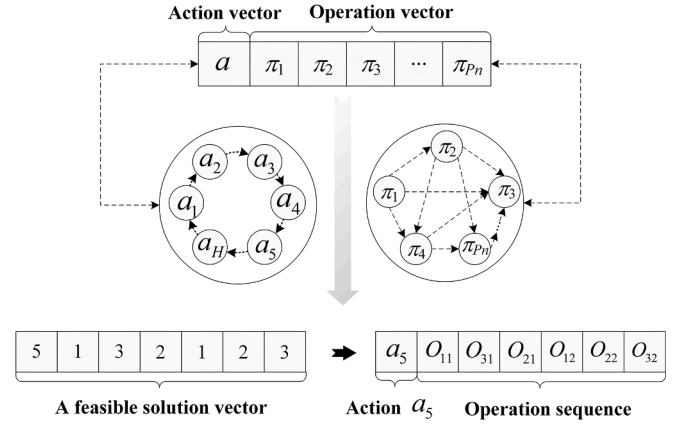 Action vector Operation vector
a π1 π2 π3 ... πPn
a2 a3 π2
a1 a4 π1 π3
aH a5 π4 πPn
5 1 3 2 1 2 3 a5 O11 O31 O21 O12 O22 O32
A feasible solution vector Action a5 Operation sequence